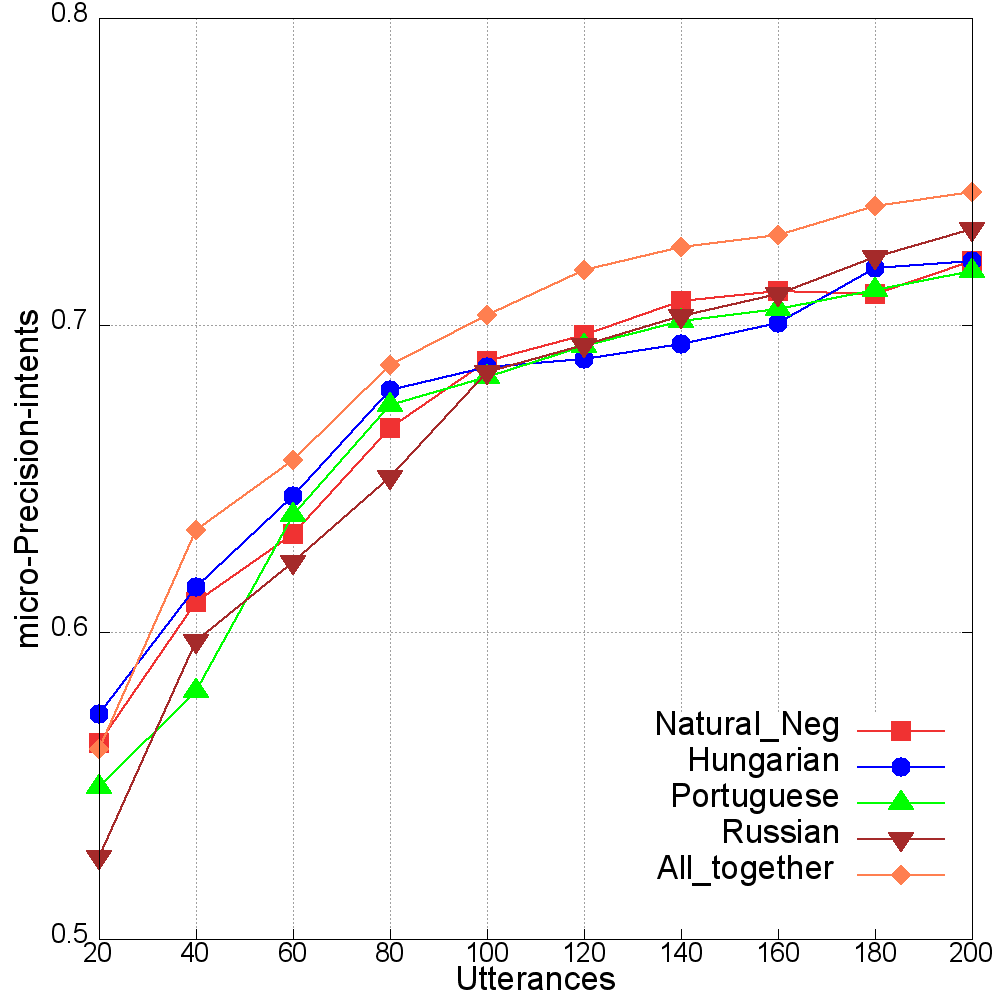 0.8
0.7
0.6
0.5
micro-Precision-intents
Natural_Neg
Hungarian
Portuguese
Russian
All_together
20 40 60 80 100 120 140 160 180 200
Utterances